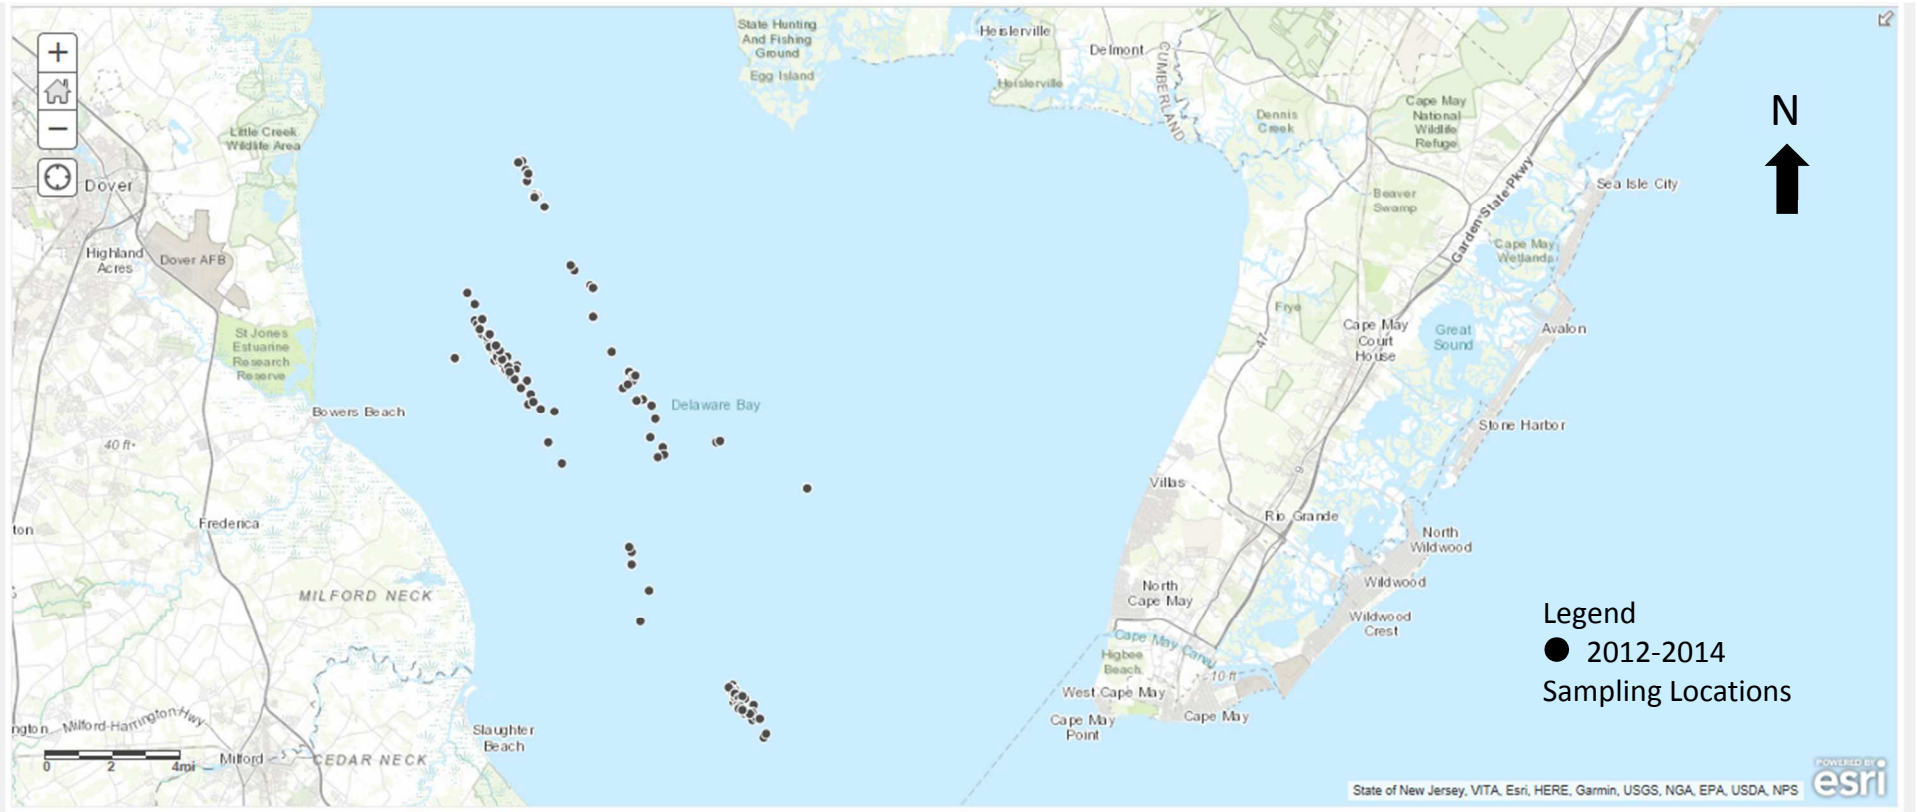 State Hunting
And Fishing
Ground
Egg Island
Heislerville
Heislerville
Delmont
CUMBERLAND
Dennis
Creek
Cape May
National
Wildlife
Refuge
N
+
−
Little Creek
Wildlife Area
Dover
Highland
Acres
Dover AFB
Beaver
Swamp
Garden State Pkwy
Sea Isle City
Cape May
Wetlands
St Jones
Estuarine
Research
Reserve
Frye
47
Cape May
Court
House
Great
Sound
Avalon
Bowers Beach
Delaware Bay
40 ft
Stone Harbor
Villas
9
Rio Grande
ton
Frederica
North
Wildwood
MILFORD NECK
North
Cape May
Wildwood
Wildwood
Crest
Cape May Canal
Higbee
Beach
10 ft
West Cape May
Cape May
Point
Cape May
Legend
2012-2014
Sampling Locations
ngton
Milford-Harrington-Hwy
Slaughter
Beach
Milford
CEDAR NECK
0 2 4mi
State of New Jersey, VITA, Esri, HERE, Garmin, USGS, NGA, EPA, USDA, NPS
POWERED BY
esri